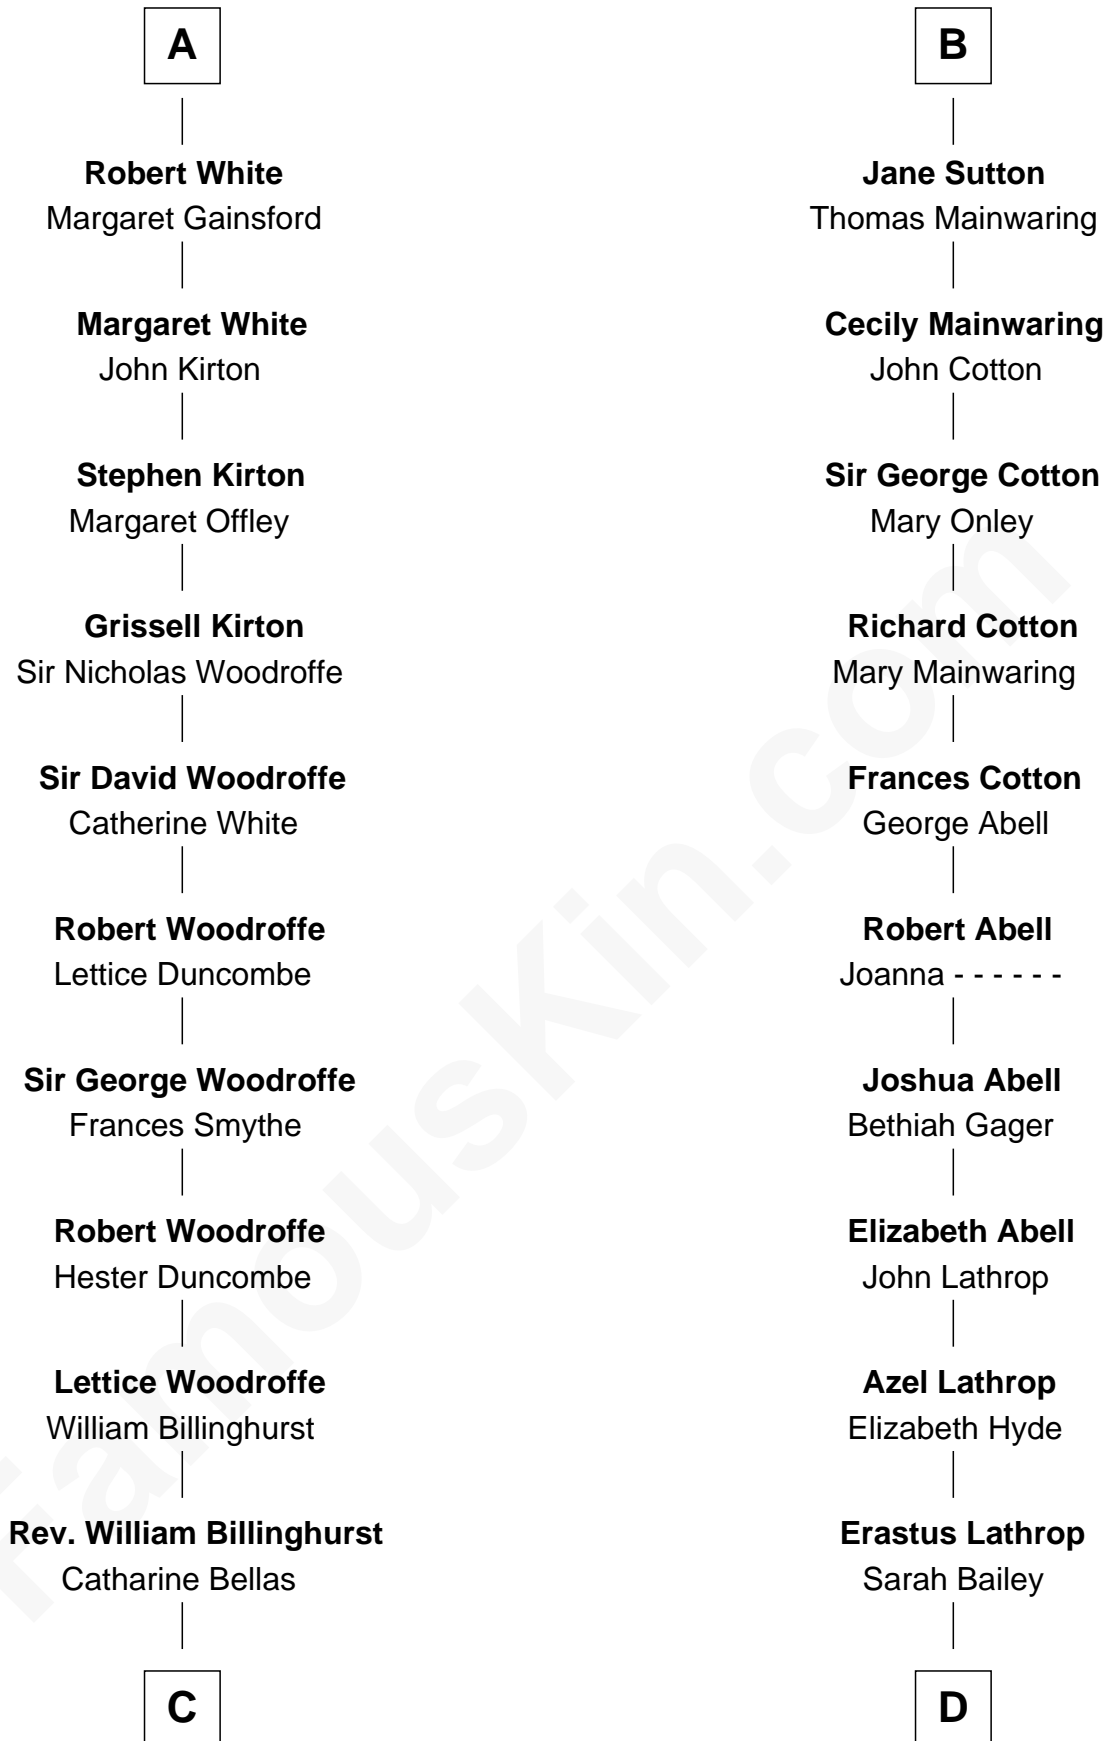 A
Robert White
Margaret Gainsford
Margaret White
John Kirton
Stephen Kirton
Margaret Offley
Grissell Kirton
Sir Nicholas Woodroffe
Sir David Woodroffe
Catherine White
Robert Woodroffe
Lettice Duncombe
Sir George Woodroffe
Frances Smythe
Robert Woodroffe
Hester Duncombe
Lettice Woodroffe
William Billinghurst
Rev. William Billinghurst
Catharine Bellas
C
B
Jane Sutton
Thomas Mainwaring
Cecily Mainwaring
John Cotton
Sir George Cotton
Mary Onley
Richard Cotton
Mary Mainwaring
Frances Cotton
George Abell
Robert Abell
Joanna - - - - - -
Joshua Abell
Bethiah Gager
Elizabeth Abell
John Lathrop
Azel Lathrop
Elizabeth Hyde
Erastus Lathrop
Sarah Bailey
D
FamousKin.com